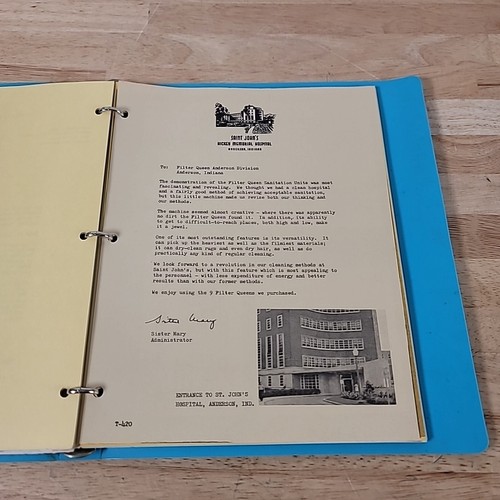 SAINT JOHN'S
HICKEY MEMORIAL HOSPITAL
ANDERSON, INDIANA
To: Filter Queen Anderson Division
Anderson, Indiana
The demonstration of the Filter Queen Sanitation Units was most
fascinating and revealing. We thought we had a clean hospital
and a fairly good method of achieving acceptable sanitation,
but this little machine made us revise both our thinking and
our methods.
The machine seemed almost creative - where there was apparently
no dirt the Filter Queen found it. In addition, its ability
to get to difficult-to-reach places, both high and low, make
it a jewel.
One of its most outstanding features is its versatility. It
can pick up the heaviest as well as the flimsiest materials;
it can dry-clean rugs and even dry hair, as well as do
practically any kind of regular cleaning.
We look forward to a revolution in our cleaning methods at
Saint John's, but with this feature which is most appealing to the
personnel - with less expenditure of energy and better
results than with our former methods.
We enjoy using the 9 Filter Queens we purchased.
Sister Mary
Sister Mary
Administrator
ENTRANCE TO ST. JOHN'S
HOSPITAL, ANDERSON, IND.
T-420